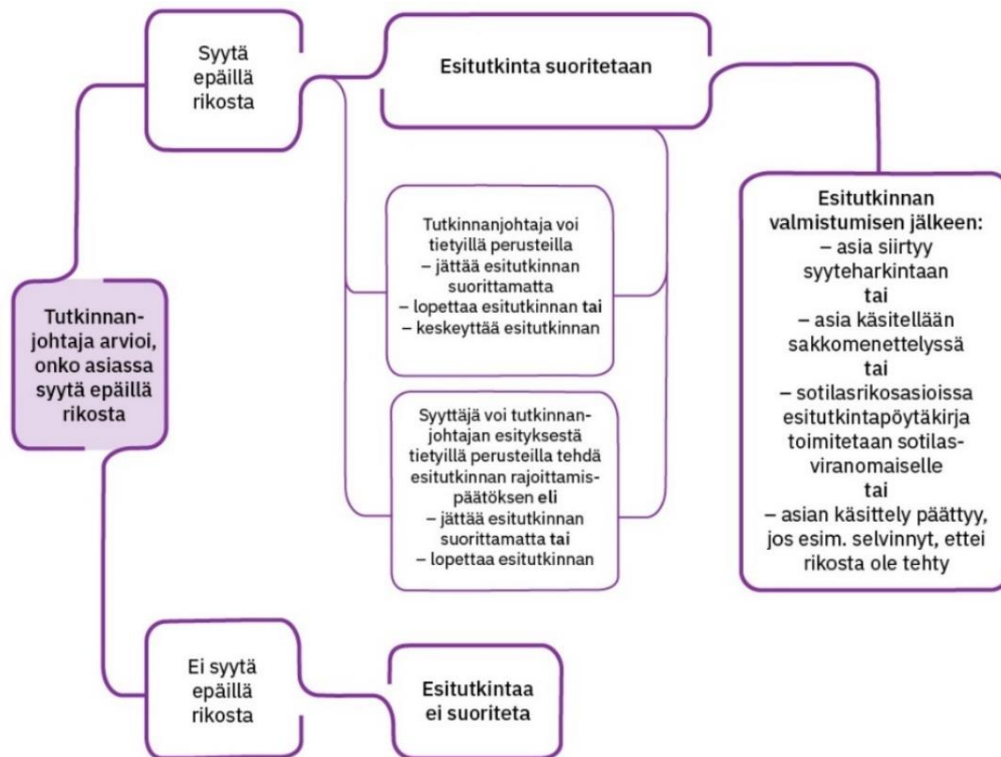 Tutkinnan-
johtaja arvioi,
onko asiassa
syytä epäillä
rikosta
Syytä
epäillä
rikosta
Esitutkinta suoritetaan
Tutkinnanjohtaja voi
tietyillä perusteilla
– jättää esitutkinnan
suorittamatta
– lopettaa esitutkinnan tai
– keskeyttää esitutkinnan
Syyttäjä voi tutkinnan-
johtajan esityksestä
tietyillä perusteilla tehdä
esitutkinnan rajoittamis-
päätöksen eli
– jättää esitutkinnan
suorittamatta tai
– lopettaa esitutkinnan
Esitutkinnan
valmistumisen jälkeen:
– asia siirtyy
syyteharkintaan
tai
– asia käsitellään
sakkomenettelyssä
tai
– sotilasrikosasioissa
esitutkintapöytäkirja
toimitetaan sotilas-
viranomaiselle
tai
– asian käsittely päättyy,
jos esim. selvinnyt, ettei
rikosta ole tehty
Ei syytä
epäillä
rikosta
Esitutkintaa
ei suoriteta